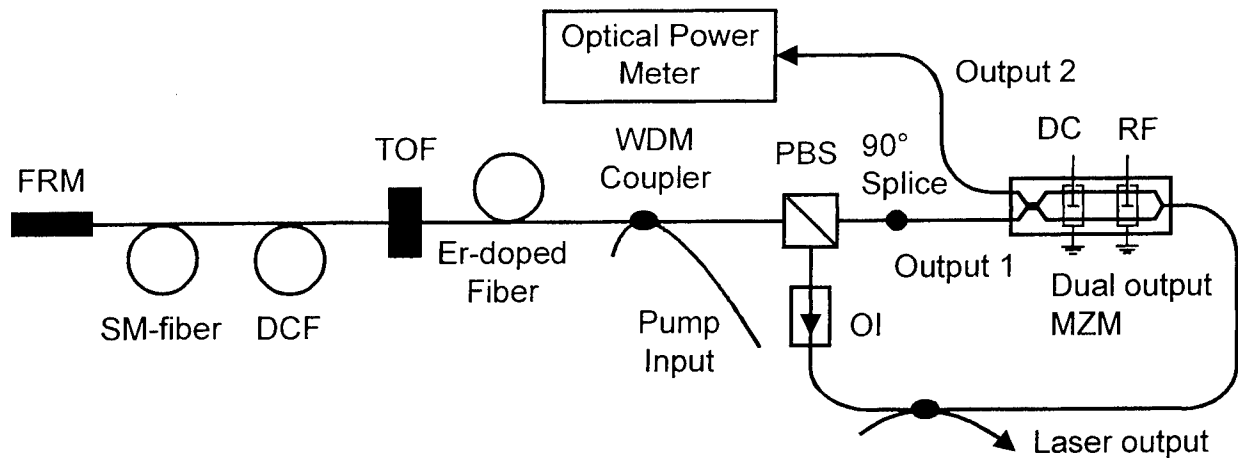 Optical Power
Meter
Output 2
DC
RF
TOF
WDM
Coupler
PBS
90°
Splice
FRM
Er-doped
Fiber
Output 1
Dual output
MZM
SM-fiber
DCF
Pump
Input
OI
Laser output